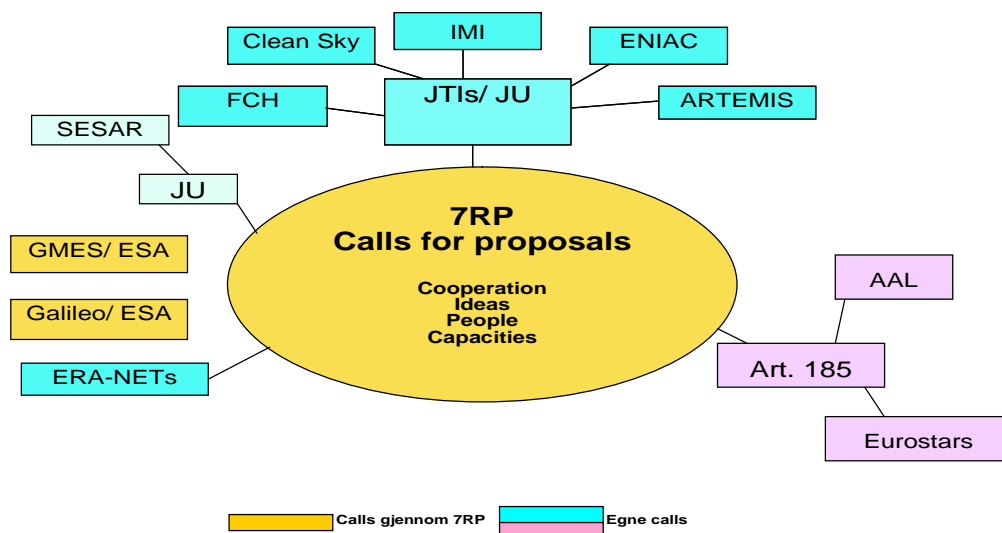 IMI
Clean Sky
ENIAC
JTIs/ JU
FCH
ARTEMIS
SESAR
JU
7RP
Calls for proposals
GMES/ ESA
Galileo/ ESA
ERA-NETs
Cooperation
Ideas
People
Capacities
AAL
Art. 185
Eurostars
Calls gjennom 7RP
Egne calls